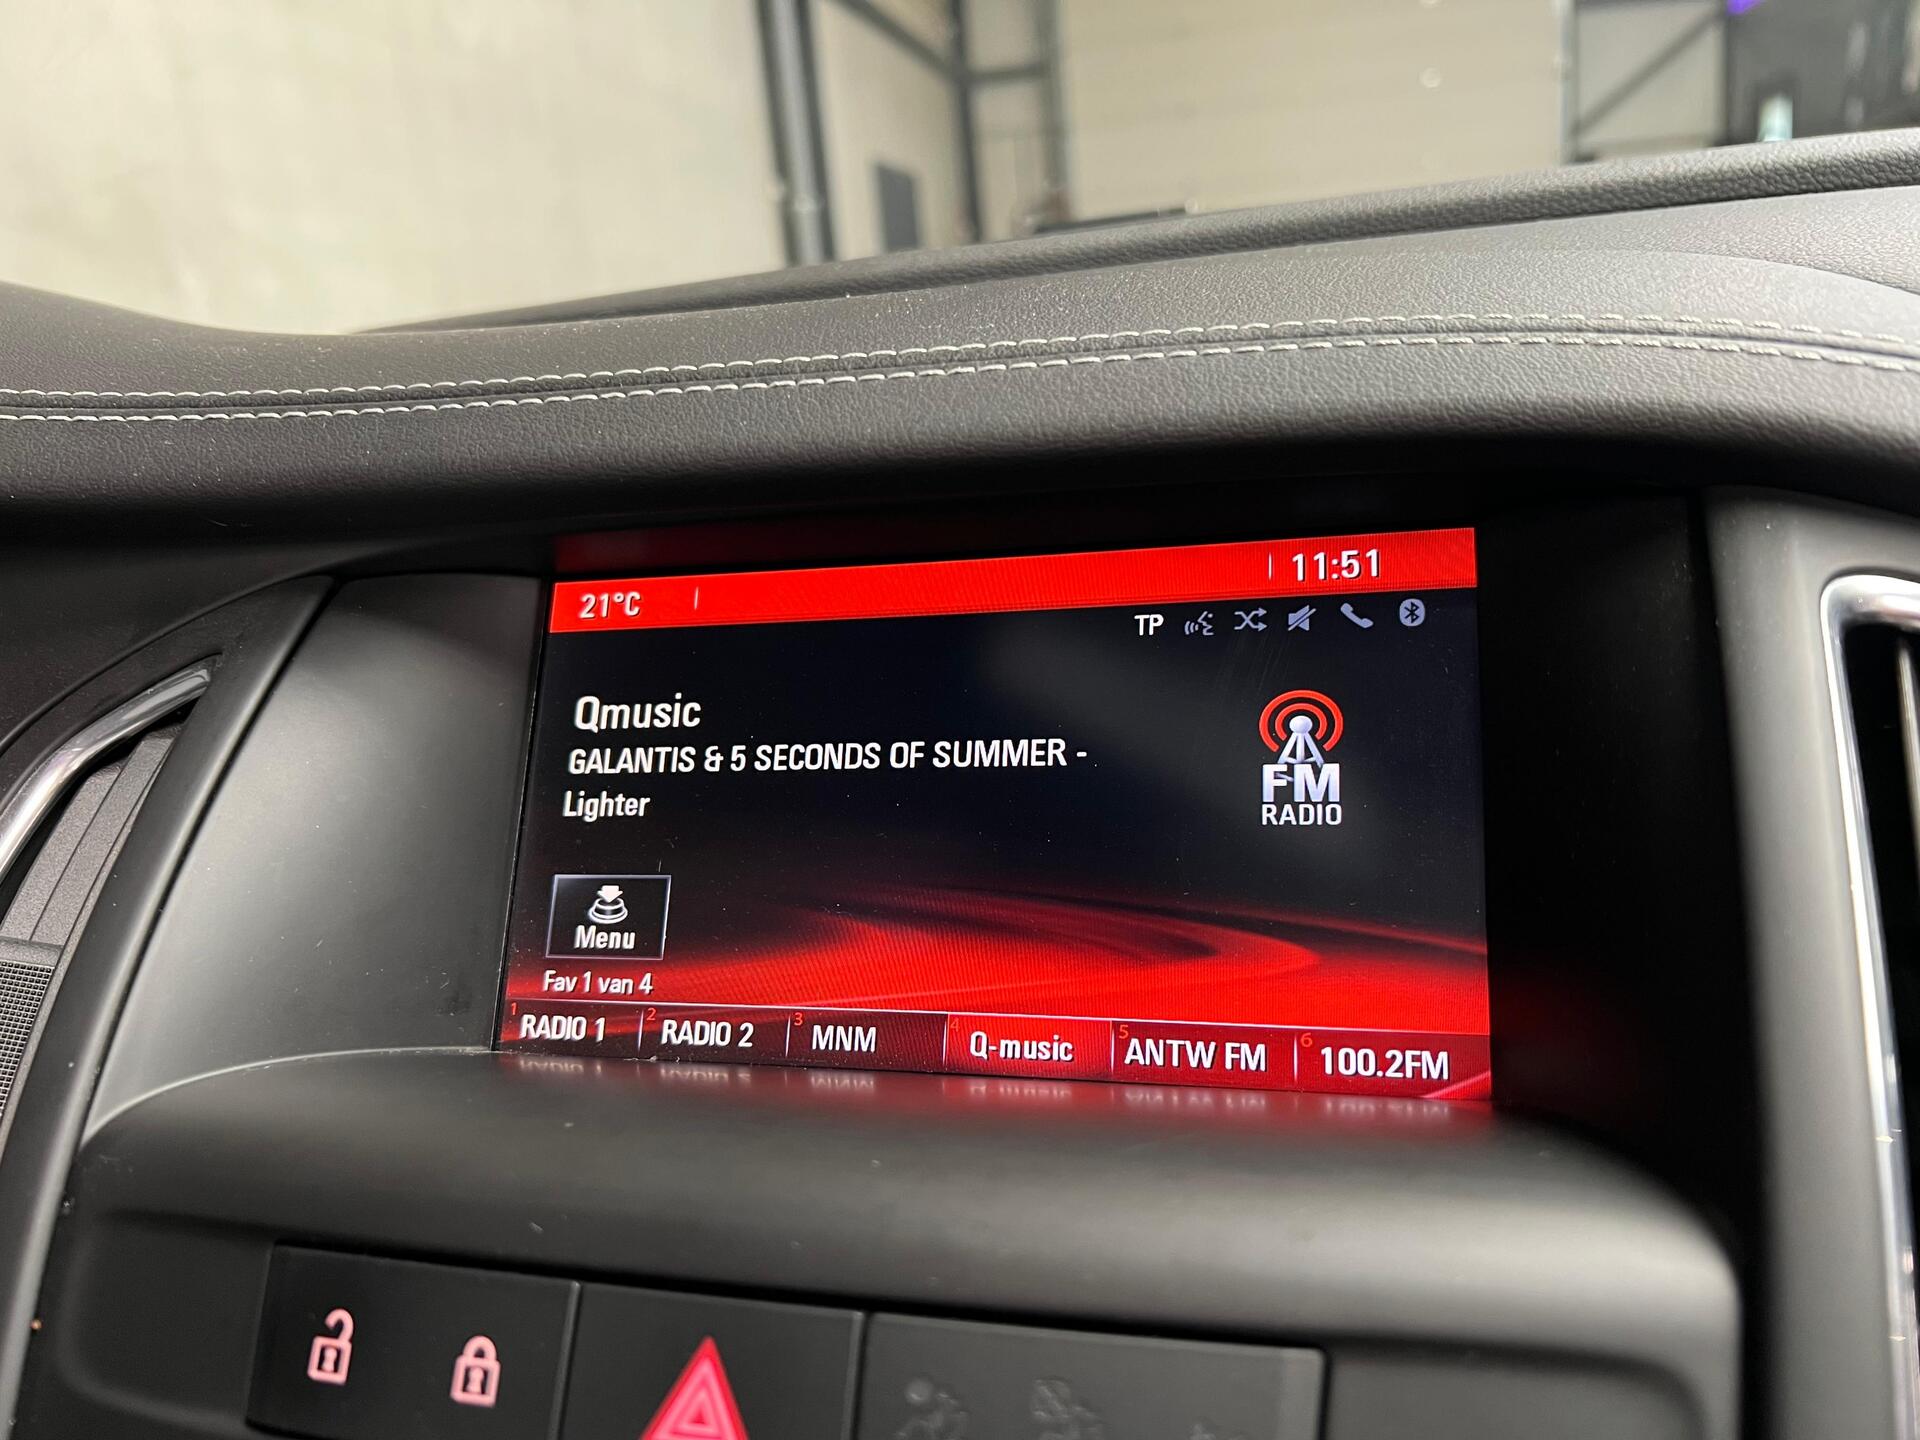 21°C
11:51
TP
Qmusic
GALANTIS & 5 SECONDS OF SUMMER -
Lighter
FM
RADIO
Menu
Fav 1 van 4
1 RADIO 1 2 RADIO 2 3 MNM 4 Q-music 5 ANTW FM 6 100.2FM